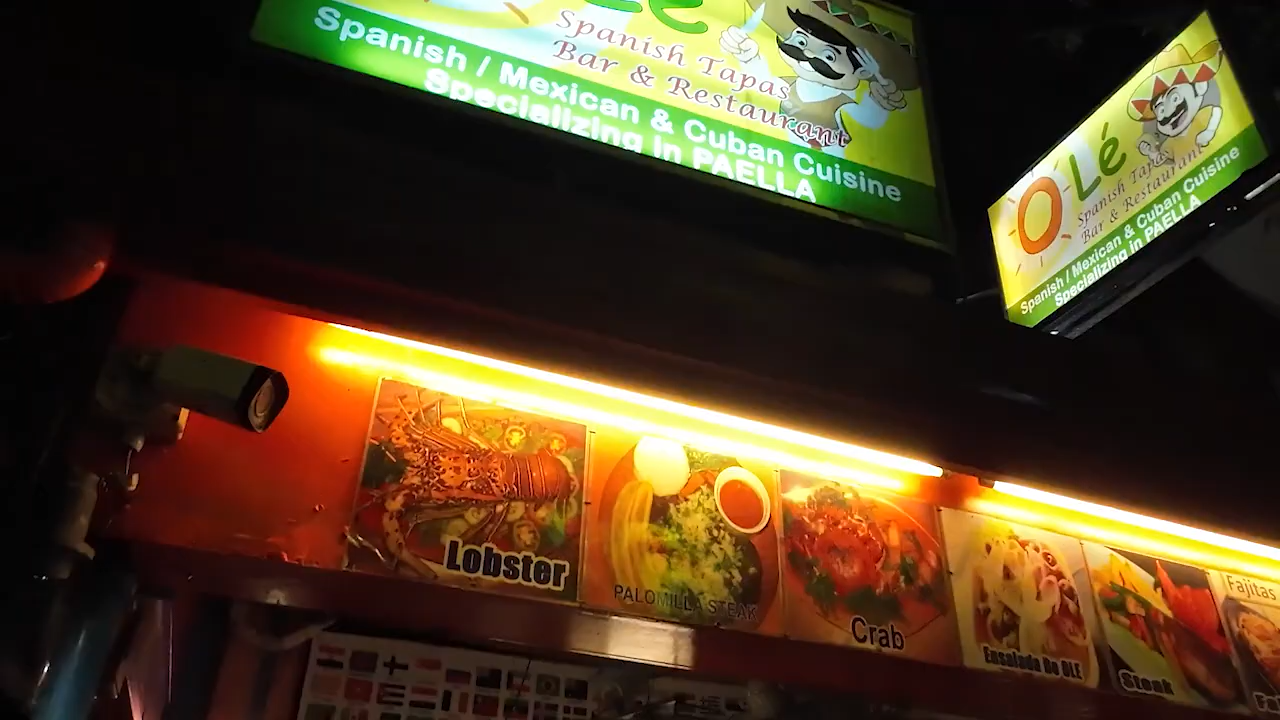 Lé
Spanish Tapas
Bar & Restaurant
Spanish / Mexican & Cuban Cuisine
Specializing in PAELLA
OLé
Spanish Tapas
Bar & Restaurant
Spanish / Mexican & Cuban Cuisine
Specializing in PAELLA
Lobster
PALOMILLA STEAK
Crab
Ensalada De OLE
Steak
Fajitas